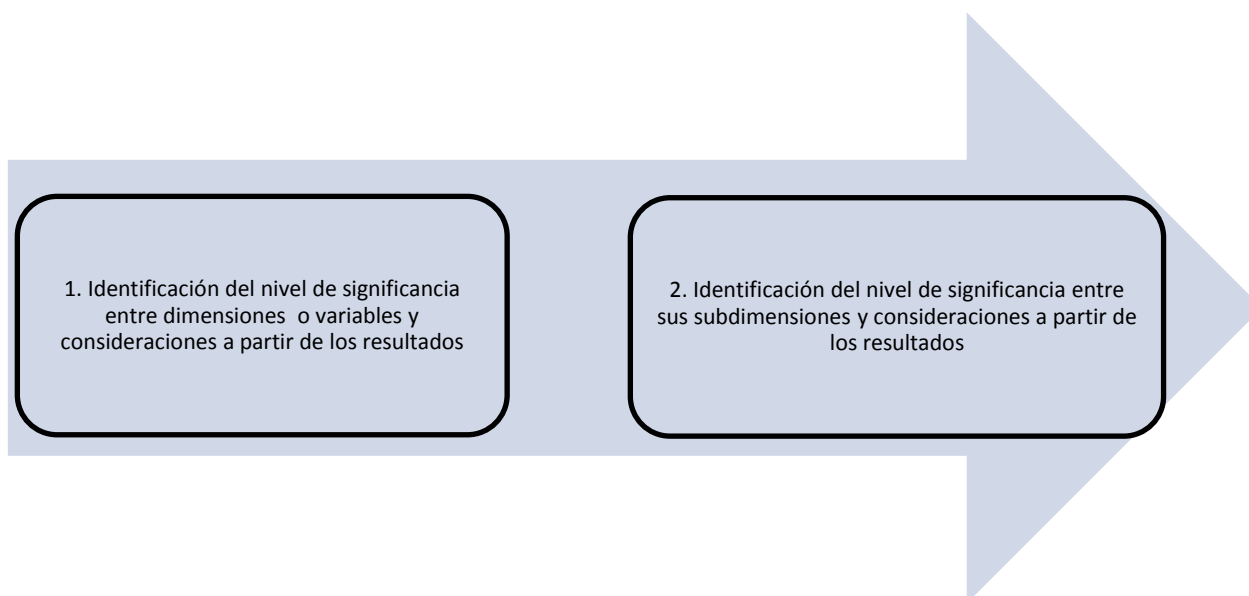 1. Identificación del nivel de significancia
entre dimensiones o variables y
consideraciones a partir de los resultados
2. Identificación del nivel de significancia entre
sus subdimensiones y consideraciones a partir de
los resultados